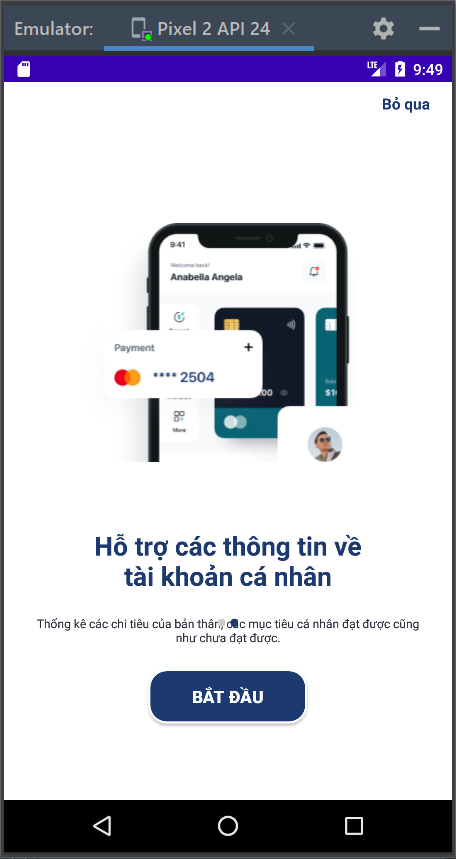 Emulator: Pixel 2 API 24
LTE 9:49
Bỏ qua
9:41
Welcome back!
Anabella Angela
Payment
**** 2504
More
Hỗ trợ các thông tin về
tài khoản cá nhân
Thống kê các chi tiêu của bản thân, các mục tiêu cá nhân đạt được cũng
như chưa đạt được.
BẮT ĐẦU